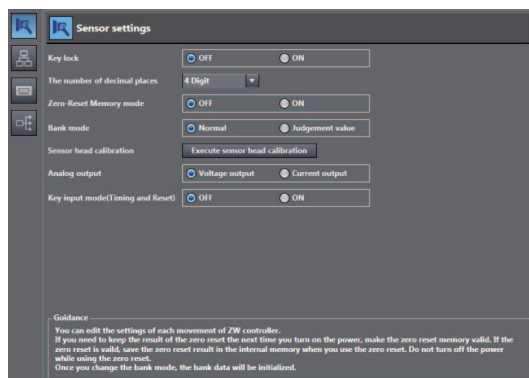 Sensor settings
Key lock OFF ON
The number of decimal places 4 Digit
Zero-Reset Memory mode OFF ON
Bank mode Normal Judgement value
Sensor head calibration Execute sensor head calibration
Analog output Voltage output Current output
Key input mode(Timing and Reset) OFF ON
Guidance
You can edit the settings of each movement of ZW controller.
If you need to keep the result of the zero reset the next time you turn on the power, make the zero reset memory valid. If the
zero reset is vaild, save the zero reset result in the internal memory when you use the zero reset. Do not turn off the power
while using the zero reset.
Once you change the bank mode, the bank data will be initialized.